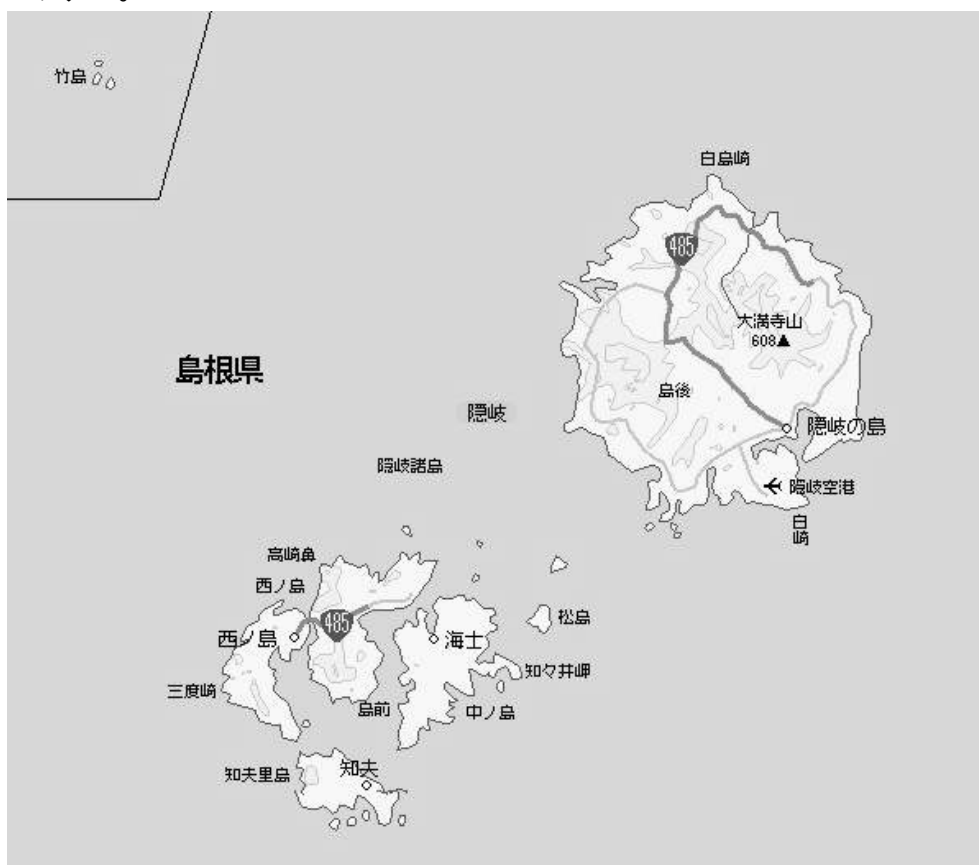 竹島
白島崎
485
大満寺山
608▲
島根県
島後
隠岐
隠岐の島
隠岐諸島
隠岐空港
白崎
高崎鼻
西ノ島
485
松島
西ノ島
海士
知々井岬
三度崎
島前
中ノ島
知夫里島
知夫